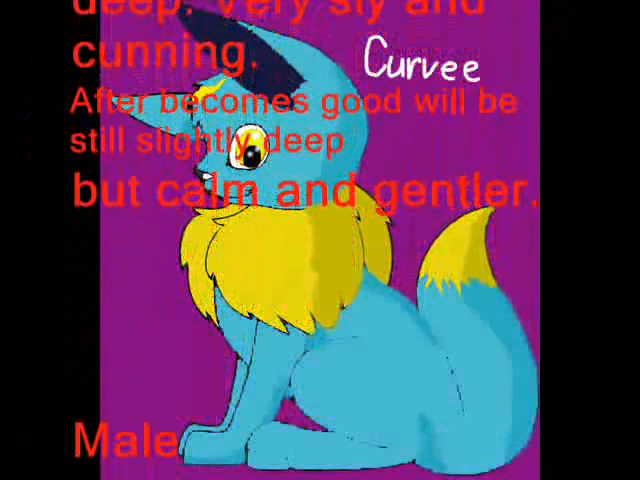 deep. Very sly and
cunning.
Curvee
After becomes good will be
still slightly deep
but calm and gentler.
Male